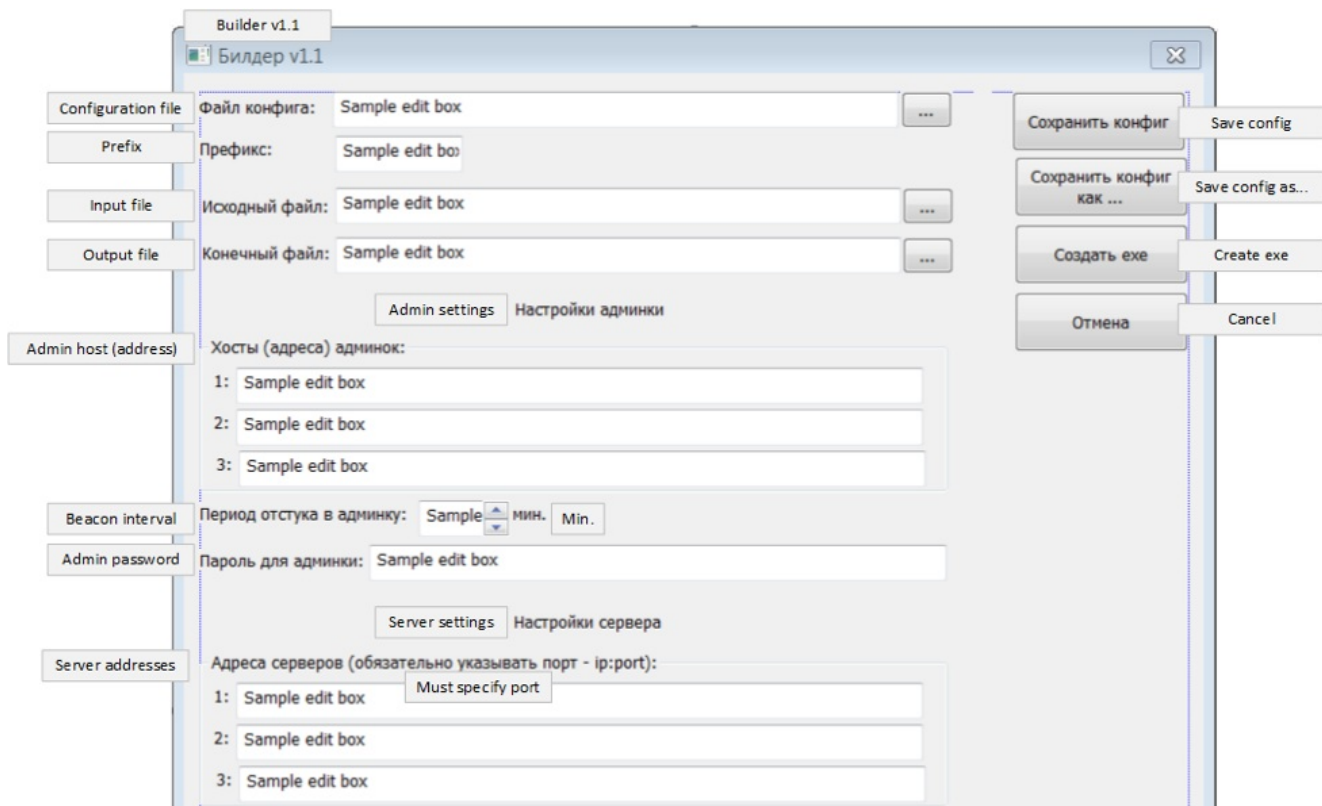 Builder v1.1
Билдер v1.1
Configuration file Файл конфига: Sample edit box ... Сохранить конфиг Save config
Prefix Префикс: Sample edit box
Сохранить конфиг
как ... Save config as...
Input file Исходный файл: Sample edit box ...
Output file Конечный файл: Sample edit box ... Создать exe Create exe
Admin settings Настройки админки
Отмена Cancel
Admin host (address) Хосты (адреса) админок:
1: Sample edit box
2: Sample edit box
3: Sample edit box
Beacon interval Период отстука в админку: Sample мин. Min.
Admin password Пароль для админки: Sample edit box
Server settings Настройки сервера
Server addresses Адреса серверов (обязательно указывать порт - ip:port):
Must specify port
1: Sample edit box
2: Sample edit box
3: Sample edit box